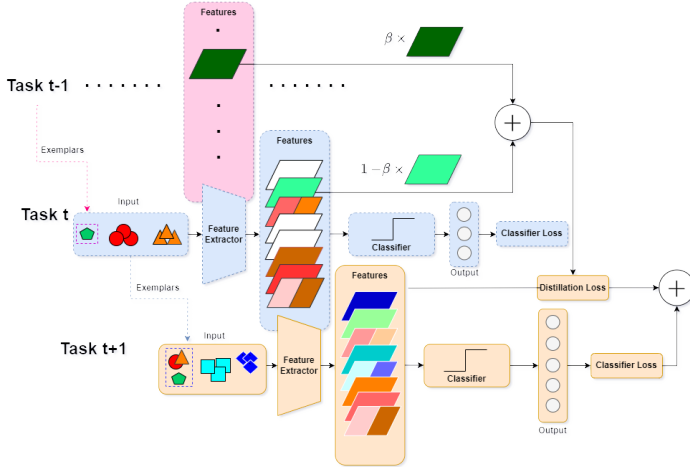 Features
β ×
Task t-1
Features
Exemplars
1 − β ×
Input
Task t
Feature
Extractor
Classifier
Classifier Loss
Output
Features
Exemplars
Distillation Loss
Input
Task t+1
Feature
Extractor
Classifier
Classifier Loss
Output